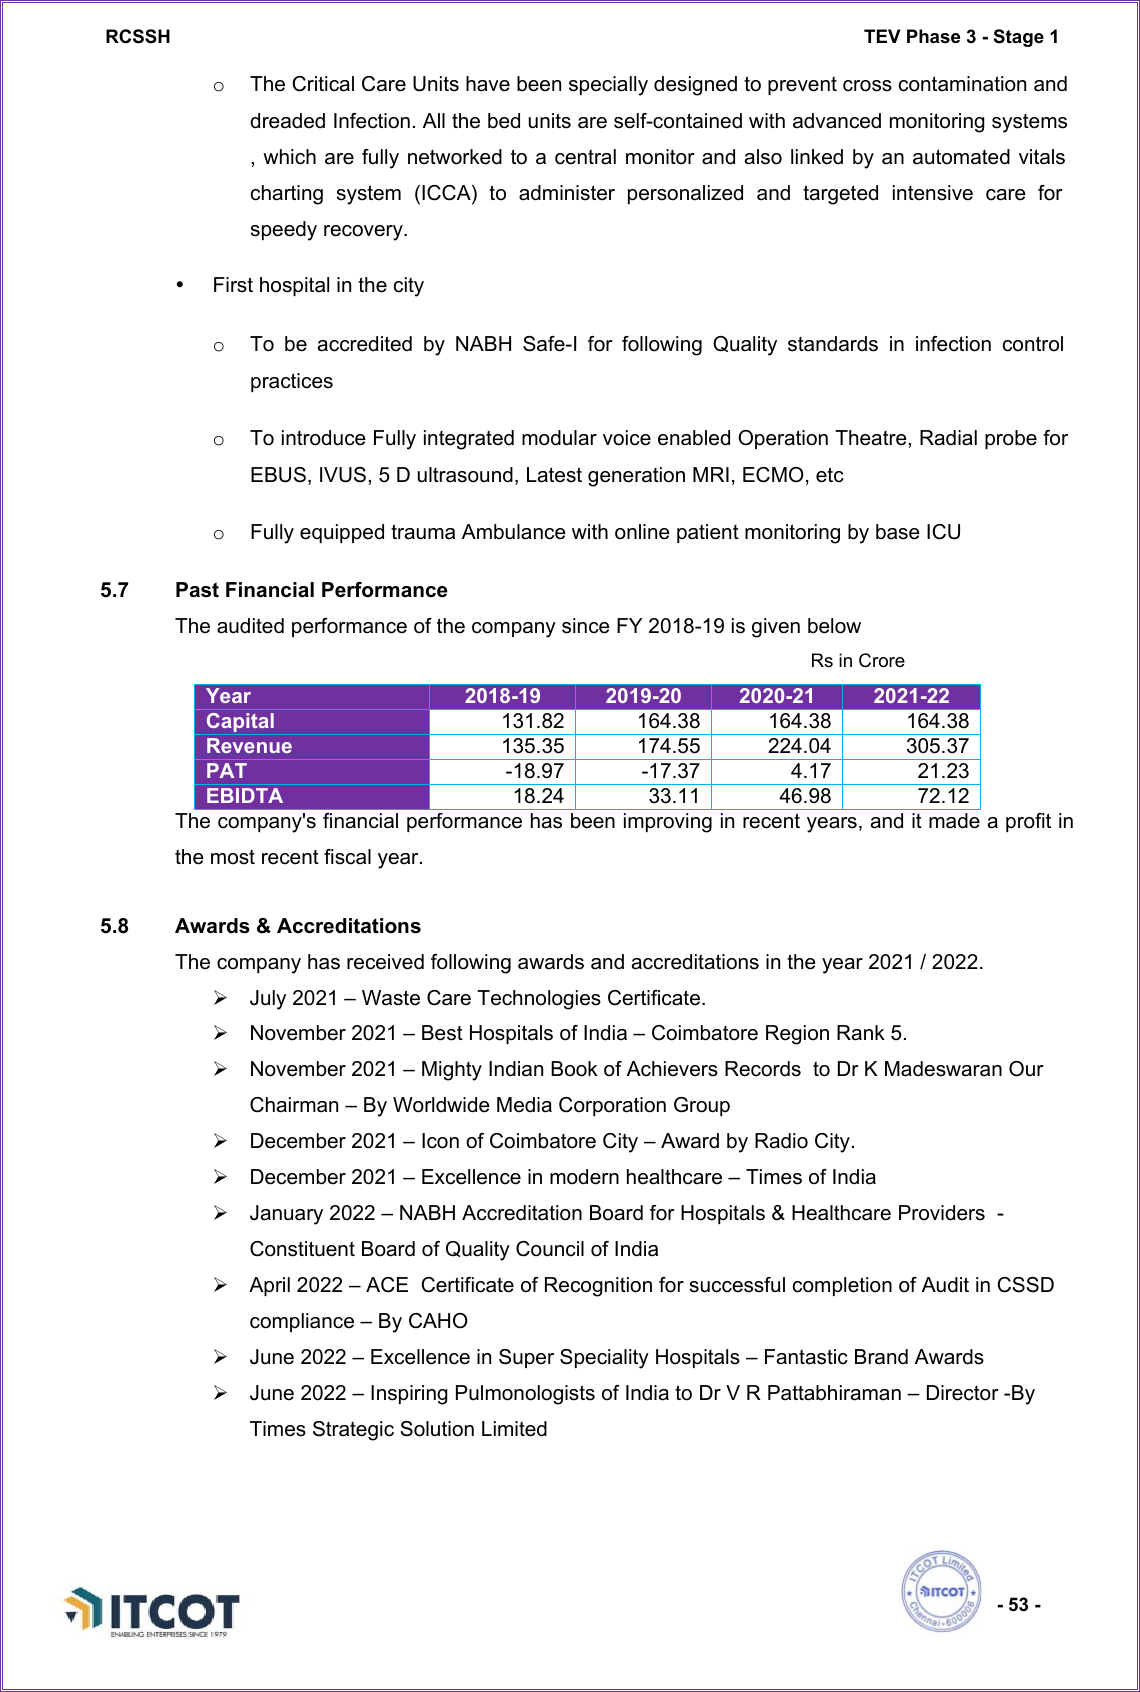 RCSSH TEV Phase 3 - Stage 1
o The Critical Care Units have been specially designed to prevent cross contamination and
dreaded Infection. All the bed units are self-contained with advanced monitoring systems
, which are fully networked to a central monitor and also linked by an automated vitals
charting system (ICCA) to administer personalized and targeted intensive care for
speedy recovery.
• First hospital in the city
o To be accredited by NABH Safe-I for following Quality standards in infection control
practices
o To introduce Fully integrated modular voice enabled Operation Theatre, Radial probe for
EBUS, IVUS, 5 D ultrasound, Latest generation MRI, ECMO, etc
o Fully equipped trauma Ambulance with online patient monitoring by base ICU
5.7 Past Financial Performance
The audited performance of the company since FY 2018-19 is given below
Rs in Crore
Year 2018-19 2019-20 2020-21 2021-22
Capital 131.82 164.38 164.38 164.38
Revenue 135.35 174.55 224.04 305.37
PAT -18.97 -17.37 4.17 21.23
EBIDTA 18.24 33.11 46.98 72.12
The company's financial performance has been improving in recent years, and it made a profit in
the most recent fiscal year.
5.8 Awards & Accreditations
The company has received following awards and accreditations in the year 2021 / 2022.
➢ July 2021 – Waste Care Technologies Certificate.
➢ November 2021 – Best Hospitals of India – Coimbatore Region Rank 5.
➢ November 2021 – Mighty Indian Book of Achievers Records to Dr K Madeswaran Our
Chairman – By Worldwide Media Corporation Group
➢ December 2021 – Icon of Coimbatore City – Award by Radio City.
➢ December 2021 – Excellence in modern healthcare – Times of India
➢ January 2022 – NABH Accreditation Board for Hospitals & Healthcare Providers -
Constituent Board of Quality Council of India
➢ April 2022 – ACE Certificate of Recognition for successful completion of Audit in CSSD
compliance – By CAHO
➢ June 2022 – Excellence in Super Speciality Hospitals – Fantastic Brand Awards
➢ June 2022 – Inspiring Pulmonologists of India to Dr V R Pattabhiraman – Director -By
Times Strategic Solution Limited
ITCOT
ENABLING ENTERPRISES SINCE 1979
ITCOT Limited
ITCOT
Chennai-600006
- 53 -